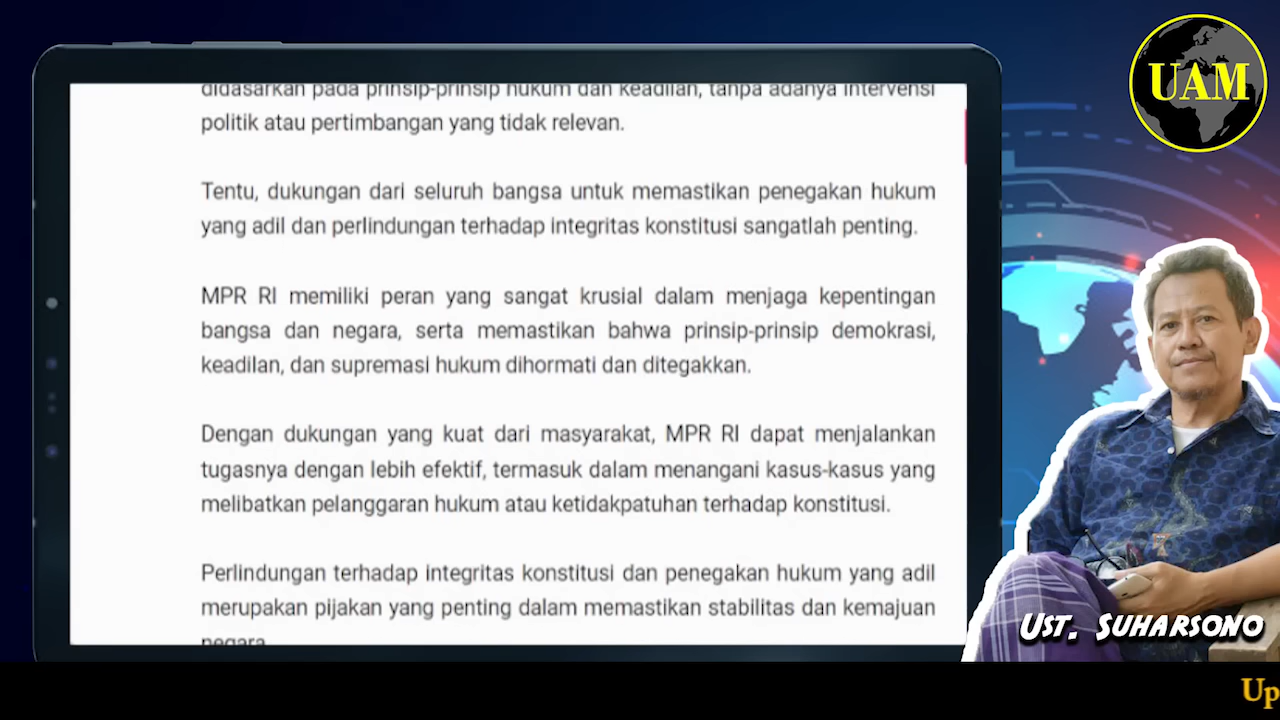 UAM
didasarkan pada prinsip-prinsip hukum dan keadilan, tanpa adanya intervensi
politik atau pertimbangan yang tidak relevan.
Tentu, dukungan dari seluruh bangsa untuk memastikan penegakan hukum
yang adil dan perlindungan terhadap integritas konstitusi sangatlah penting.
MPR RI memiliki peran yang sangat krusial dalam menjaga kepentingan
bangsa dan negara, serta memastikan bahwa prinsip-prinsip demokrasi,
keadilan, dan supremasi hukum dihormati dan ditegakkan.
Dengan dukungan yang kuat dari masyarakat, MPR RI dapat menjalankan
tugasnya dengan lebih efektif, termasuk dalam menangani kasus-kasus yang
melibatkan pelanggaran hukum atau ketidakpatuhan terhadap konstitusi.
Perlindungan terhadap integritas konstitusi dan penegakan hukum yang adil
merupakan pijakan yang penting dalam memastikan stabilitas dan kemajuan
negara.
Ust. Suharsono
Up